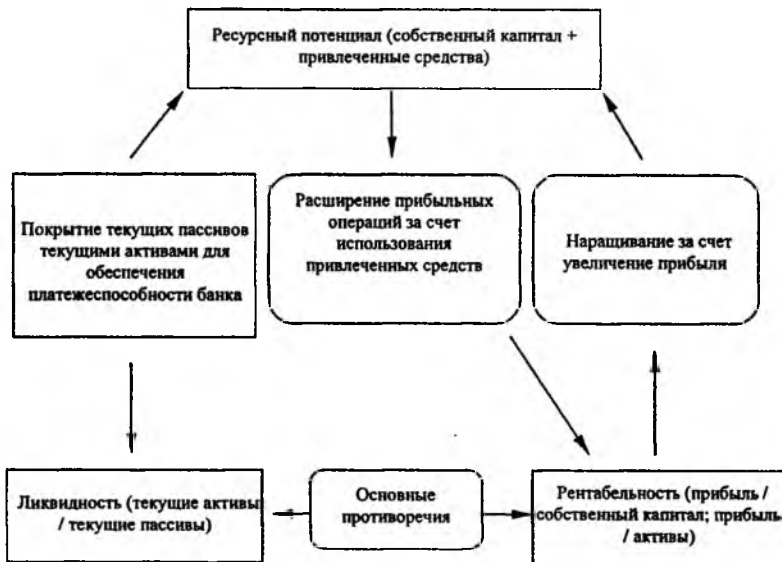 Ресурсный потенциал (собственный капитал +
привлеченные средства)
Покрытие текущих пассивов
текущими активами для
обеспечения
платежеспособности банка
Расширение прибыльных
операций за счет
использования
привлеченных средств
Наращивание за счет
увеличение прибыля
Ликвидность (текущие активы
/ текущие пассивы)
Основные
противоречия
Рентабельность (прибыль /
собственный капитал; прибыль
/ активы)